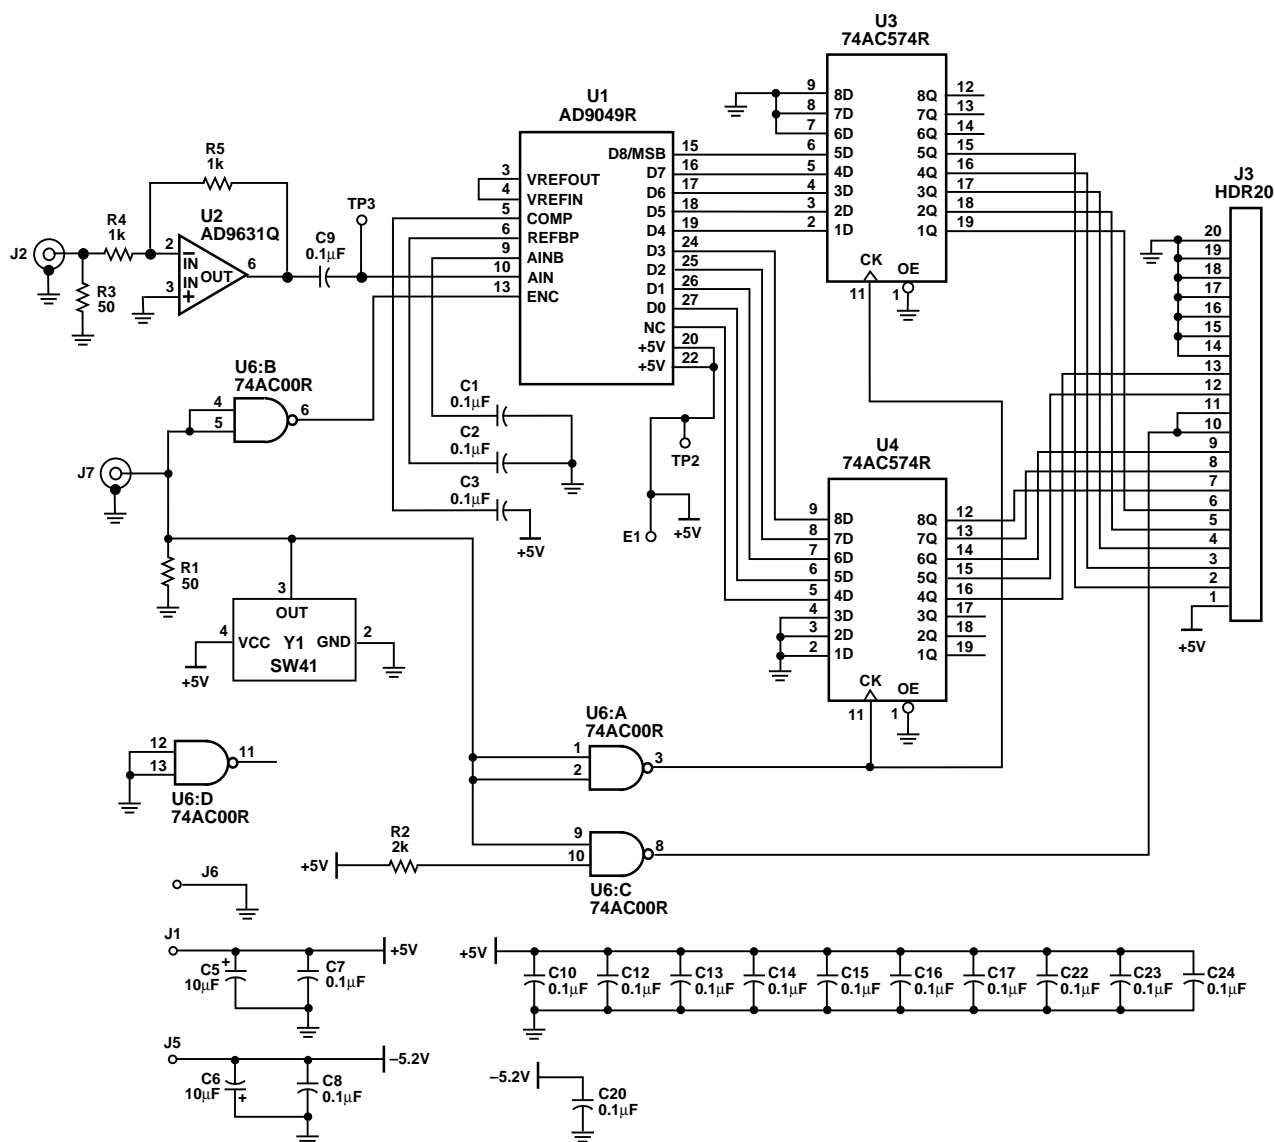 U3
74AC574R
9 8D 8Q 12
8 7D 7Q 13
7 6D 6Q 14
6 5D 5Q 15
5 4D 4Q 16
4 3D 3Q 17
3 2D 2Q 18
2 1D 1Q 19
CK OE
11 1
U1
AD9049R
3 VREFOUT
4 VREFIN
5 COMP
6 REFBP
9 AINB
10 AIN
13 ENC
D8/MSB 15
D7 16
D6 17
D5 18
D4 19
D3 24
D2 25
D1 26
D0 27
NC
+5V 20
+5V 22
R5
1k
U2
AD9631Q
R4
1k
J2
2 – IN
OUT 6
3 IN +
R3
50
C9
0.1µF
TP3
J3
HDR20
20
19
18
17
16
15
14
13
12
11
10
9
8
7
6
5
4
3
2
1
+5V
U6:B
74AC00R
4
5
6
J7
C1
0.1µF
C2
0.1µF
C3
0.1µF
+5V
TP2
E1
+5V
R1
50
3
OUT
4 VCC Y1 GND 2
SW41
+5V
U4
74AC574R
9 8D 8Q 12
8 7D 7Q 13
7 6D 6Q 14
6 5D 5Q 15
5 4D 4Q 16
4 3D 3Q 17
3 2D 2Q 18
2 1D 1Q 19
CK OE
11 1
U6:A
74AC00R
1
2
3
12
13
11
U6:D
74AC00R
R2
2k
+5V
9
10
8
U6:C
74AC00R
J6
J1
+5V
C5 +
10µF
C7
0.1µF
+5V
C10
0.1µF
C12
0.1µF
C13
0.1µF
C14
0.1µF
C15
0.1µF
C16
0.1µF
C17
0.1µF
C22
0.1µF
C23
0.1µF
C24
0.1µF
J5
–5.2V
C6
10µF +
C8
0.1µF
–5.2V
C20
0.1µF